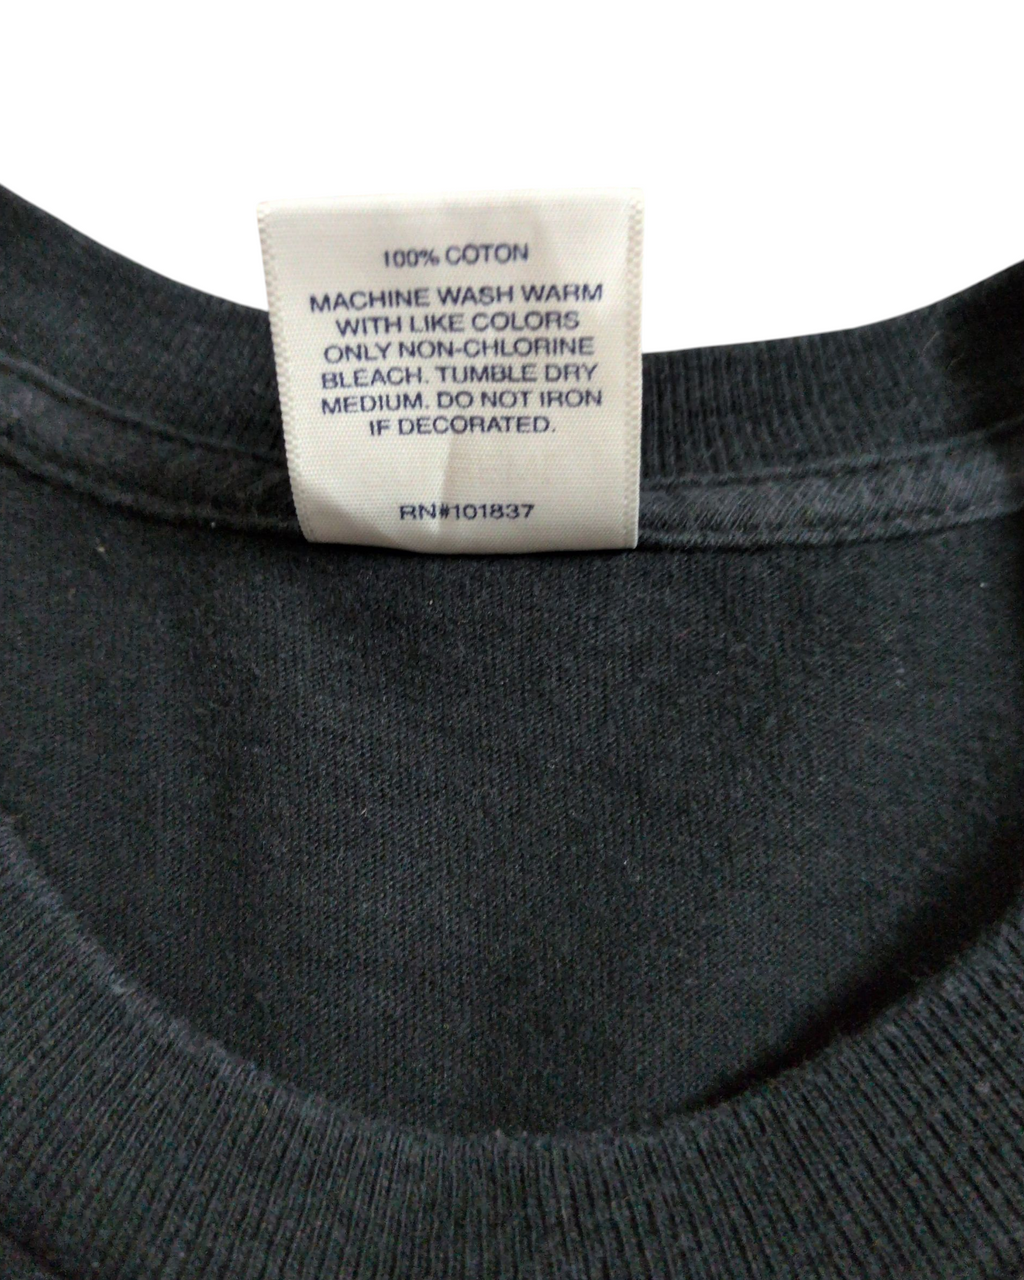 100% COTON
MACHINE WASH WARM
WITH LIKE COLORS
ONLY NON-CHLORINE
BLEACH. TUMBLE DRY
MEDIUM. DO NOT IRON
IF DECORATED.
RN#101837